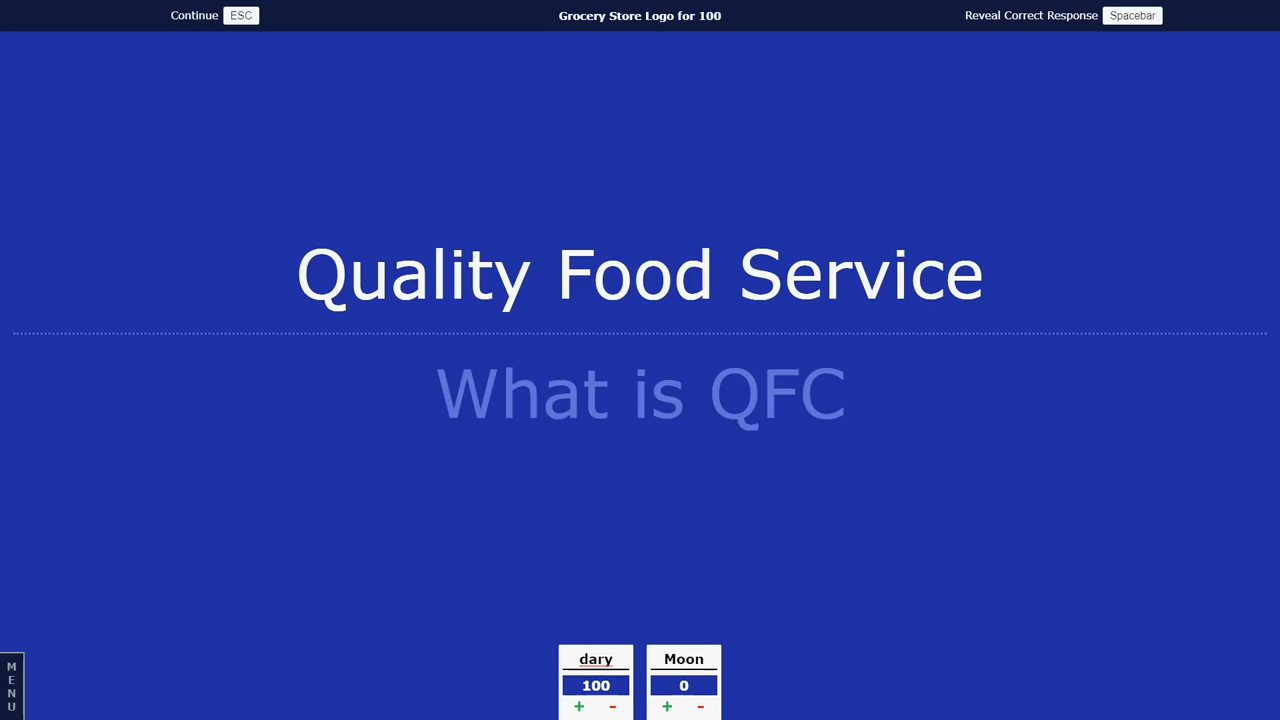 Continue ESC
Grocery Store Logo for 100
Reveal Correct Response Spacebar
Quality Food Service
What is QFC
MENU
dary
100
+ -
Moon
0
+ -